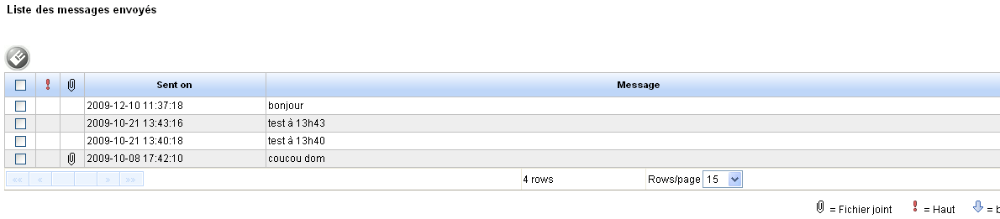 Liste des messages envoyés
Sent on Message
2009-12-10 11:37:18 bonjour
2009-10-21 13:43:16 test à 13h43
2009-10-21 13:40:18 test à 13h40
2009-10-08 17:42:10 coucou dom
«« « » »» 4 rows Rows/page 15
= Fichier joint = Haut = b